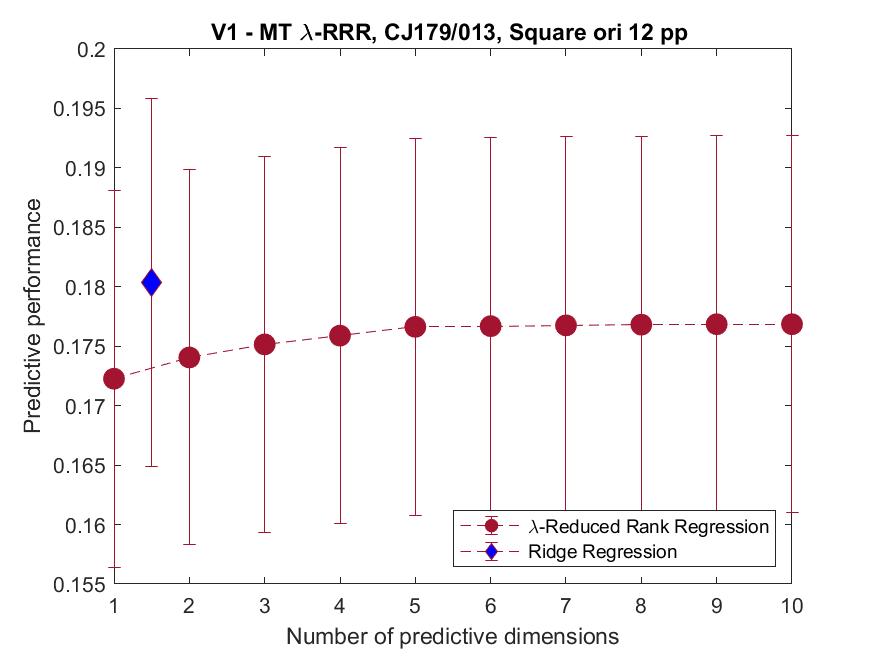 V1 - MT λ-RRR, CJ179/013, Square ori 12 pp
0.2
0.195
0.19
0.185
0.18
0.175
0.17
0.165
0.16
0.155
Predictive performance
λ-Reduced Rank Regression
Ridge Regression
1 2 3 4 5 6 7 8 9 10
Number of predictive dimensions